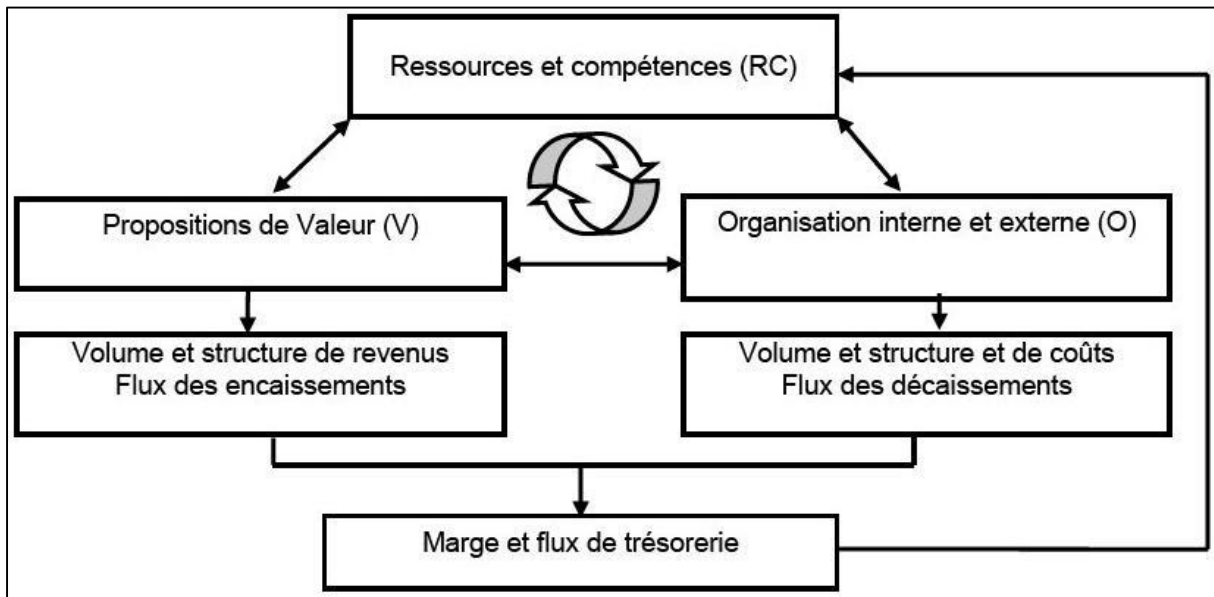 Ressources et compétences (RC)
Propositions de Valeur (V)
Organisation interne et externe (O)
Volume et structure de revenus
Flux des encaissements
Volume et structure et de coûts
Flux des décaissements
Marge et flux de trésorerie